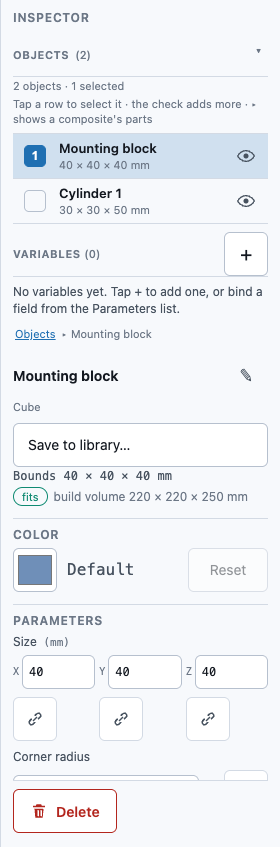 INSPECTOR
OBJECTS (2) ▾
2 objects · 1 selected
Tap a row to select it · the check adds more · ▸
shows a composite's parts
1 Mounting block
40 × 40 × 40 mm
Cylinder 1
30 × 30 × 50 mm
VARIABLES (0) +
No variables yet. Tap + to add one, or bind a
field from the Parameters list.
Objects ▸ Mounting block
Mounting block ✎
Cube
Save to library...
Bounds 40 × 40 × 40 mm
fits build volume 220 × 220 × 250 mm
COLOR
Default Reset
PARAMETERS
Size (mm)
X 40 Y 40 Z 40
Corner radius
Delete